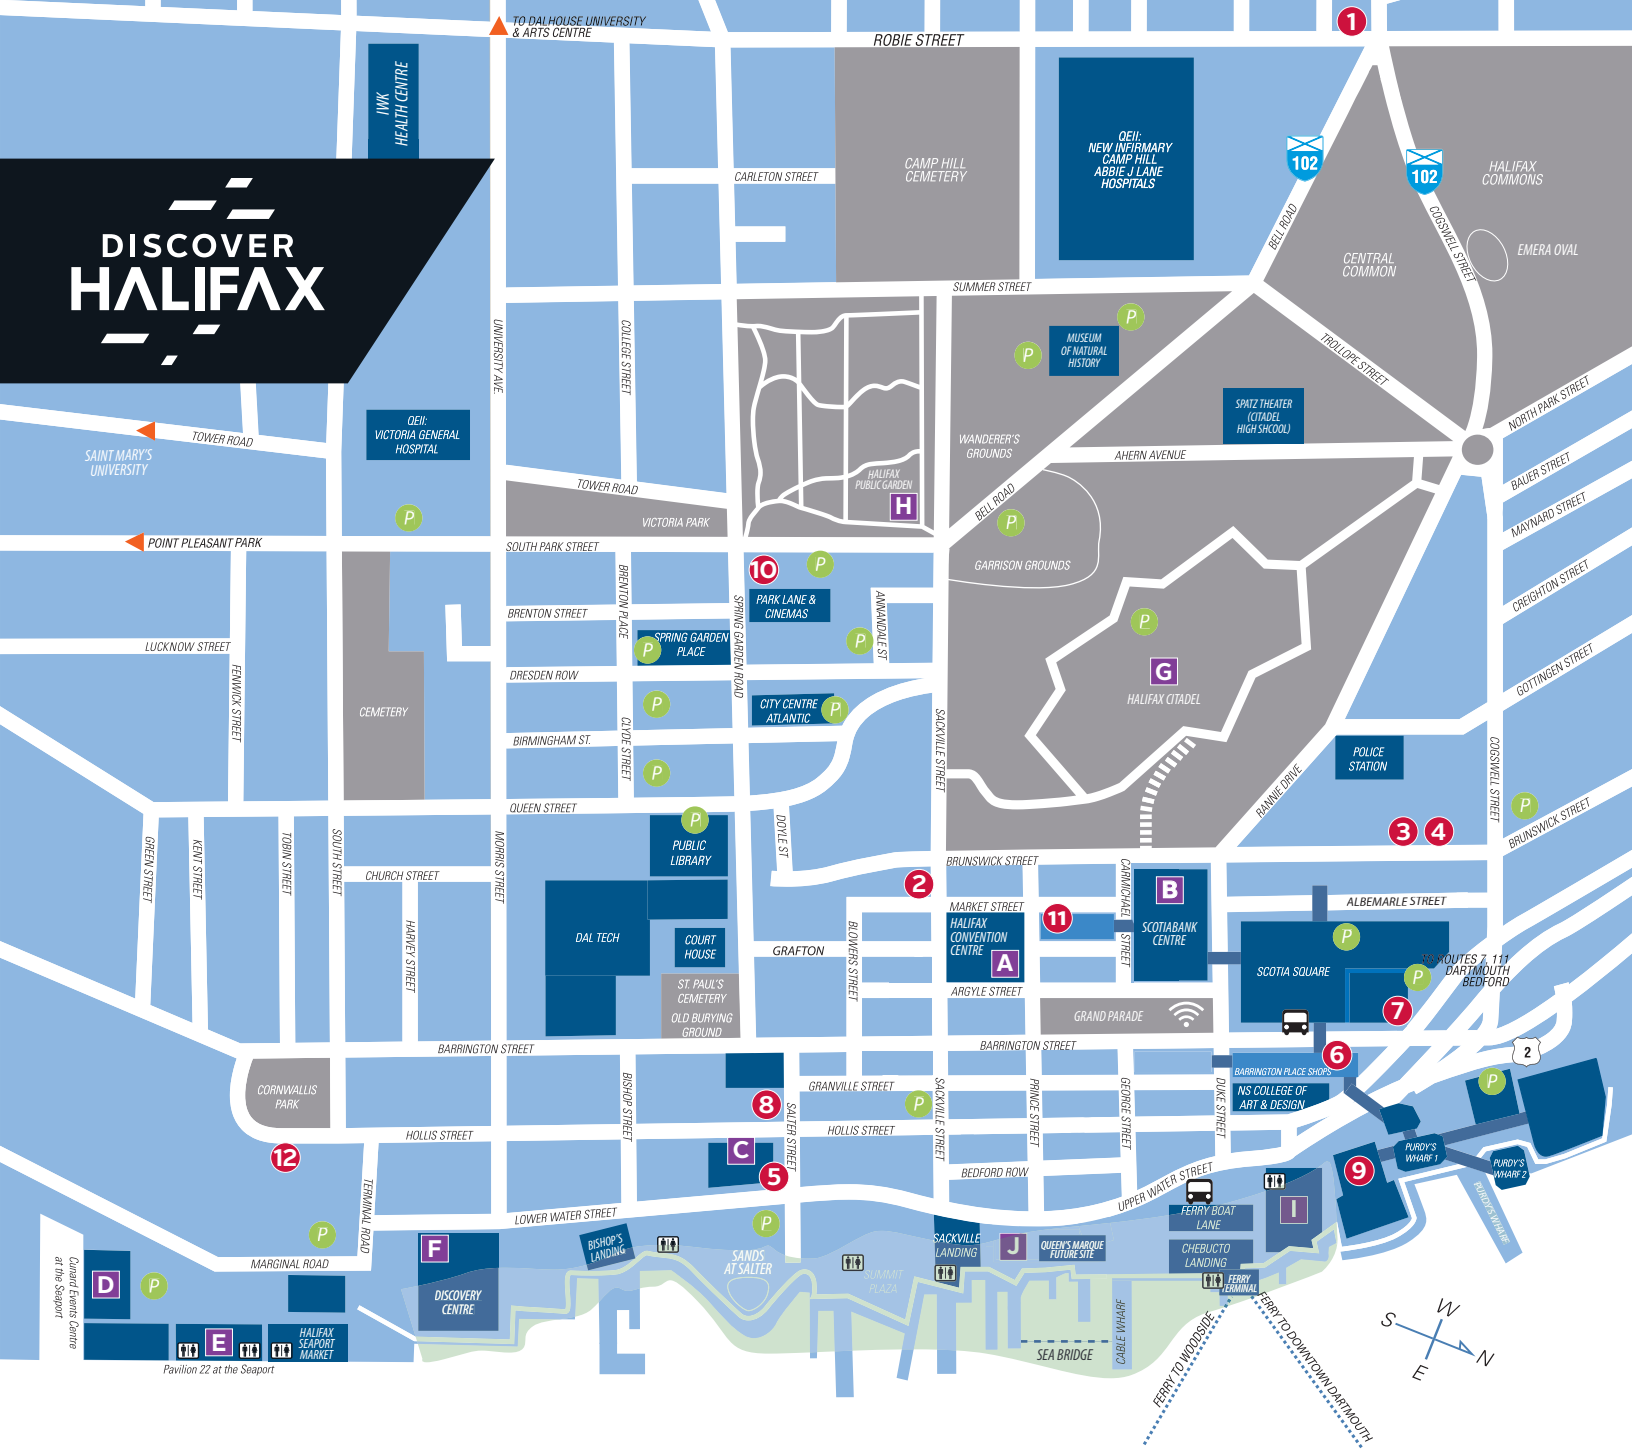 TO DALHOUSE UNIVERSITY
& ARTS CENTRE
ROBIE STREET
1
IWK
HEALTH CENTRE
DISCOVER
HALIFAX
CARLETON STREET
CAMP HILL
CEMETERY
QEII:
NEW INFIRMARY
CAMP HILL
ABBIE J LANE
HOSPITALS
102
102
HALIFAX
COMMONS
BELL ROAD
COGSWELL STREET
EMERA OVAL
CENTRAL
COMMON
SUMMER STREET
UNIVERSITY AVE.
COLLEGE STREET
P
P
MUSEUM
OF NATURAL
HISTORY
TROLLOPE STREET
NORTH PARK STREET
SPATZ THEATER
(CITADEL
HIGH SHCOOL)
QEII:
VICTORIA GENERAL
HOSPITAL
TOWER ROAD
SAINT MARY'S
UNIVERSITY
WANDERER'S
GROUNDS
AHERN AVENUE
BAUER STREET
HALIFAX
PUBLIC GARDEN
H
TOWER ROAD
VICTORIA PARK
BELL ROAD
P
P
MAYNARD STREET
POINT PLEASANT PARK
SOUTH PARK STREET
GARRISON GROUNDS
10
P
BRENTON PLACE
SPRING GARDEN ROAD
PARK LANE &
CINEMAS
ANNANDALE ST
CREIGHTON STREET
BRENTON STREET
P
SPRING GARDEN
PLACE
P
P
G
HALIFAX CITADEL
LUCKNOW STREET
FENWICK STREET
DRESDEN ROW
GOTTINGEN STREET
CEMETERY
P
CITY CENTRE
ATLANTIC
P
SACKVILLE STREET
BIRMINGHAM ST.
CLYDE STREET
P
POLICE
STATION
COGSWELL STREET
RANNIE DRIVE
P
BRUNSWICK STREET
QUEEN STREET
P
PUBLIC
LIBRARY
DOYLE ST
3
4
GREEN STREET
KENT STREET
TOBIN STREET
SOUTH STREET
MORRIS STREET
CHURCH STREET
BRUNSWICK STREET
CARMICHAEL STREET
2
B
MARKET STREET
ALBEMARLE STREET
HARVEY STREET
DAL TECH
COURT
HOUSE
GRAFTON
BLOWERS STREET
HALIFAX
CONVENTION
CENTRE
A
11
SCOTIABANK
CENTRE
P
SCOTIA SQUARE
ROUTES 7, 111
DARTMOUTH
BEDFORD
P
7
ST. PAUL'S
CEMETERY
OLD BURYING
GROUND
ARGYLE STREET
GRAND PARADE
BARRINGTON STREET
BARRINGTON STREET
6
BARRINGTON PLACE SHOPS
2
CORNWALLIS
PARK
BISHOP STREET
GRANVILLE STREET
8
SALTER STREET
P
SACKVILLE STREET
PRINCE STREET
GEORGE STREET
DUKE STREET
NS COLLEGE OF
ART & DESIGN
P
HOLLIS STREET
HOLLIS STREET
12
C
5
BEDFORD ROW
UPPER WATER STREET
9
PURDY'S
WHARF 1
PURDY'S
WHARF 2
PURDY'S WHARF
TERMINAL ROAD
LOWER WATER STREET
P
P
FERRY BOAT
LANE
I
F
BISHOP'S
LANDING
SANDS
AT SALTER
SACKVILLE
LANDING
J
QUEEN'S MARQUE
FUTURE SITE
CHEBUCTO
LANDING
MARGINAL ROAD
Cunard Events Centre
at the Seaport
D
P
DISCOVERY
CENTRE
SUMMIT
PLAZA
FERRY
TERMINAL
E
HALIFAX
SEAPORT
MARKET
Pavilion 22 at the Seaport
SEA BRIDGE
CABLE WHARF
FERRY TO WOODSIDE
FERRY TO DOWNTOWN DARTMOUTH
S
W
N
E